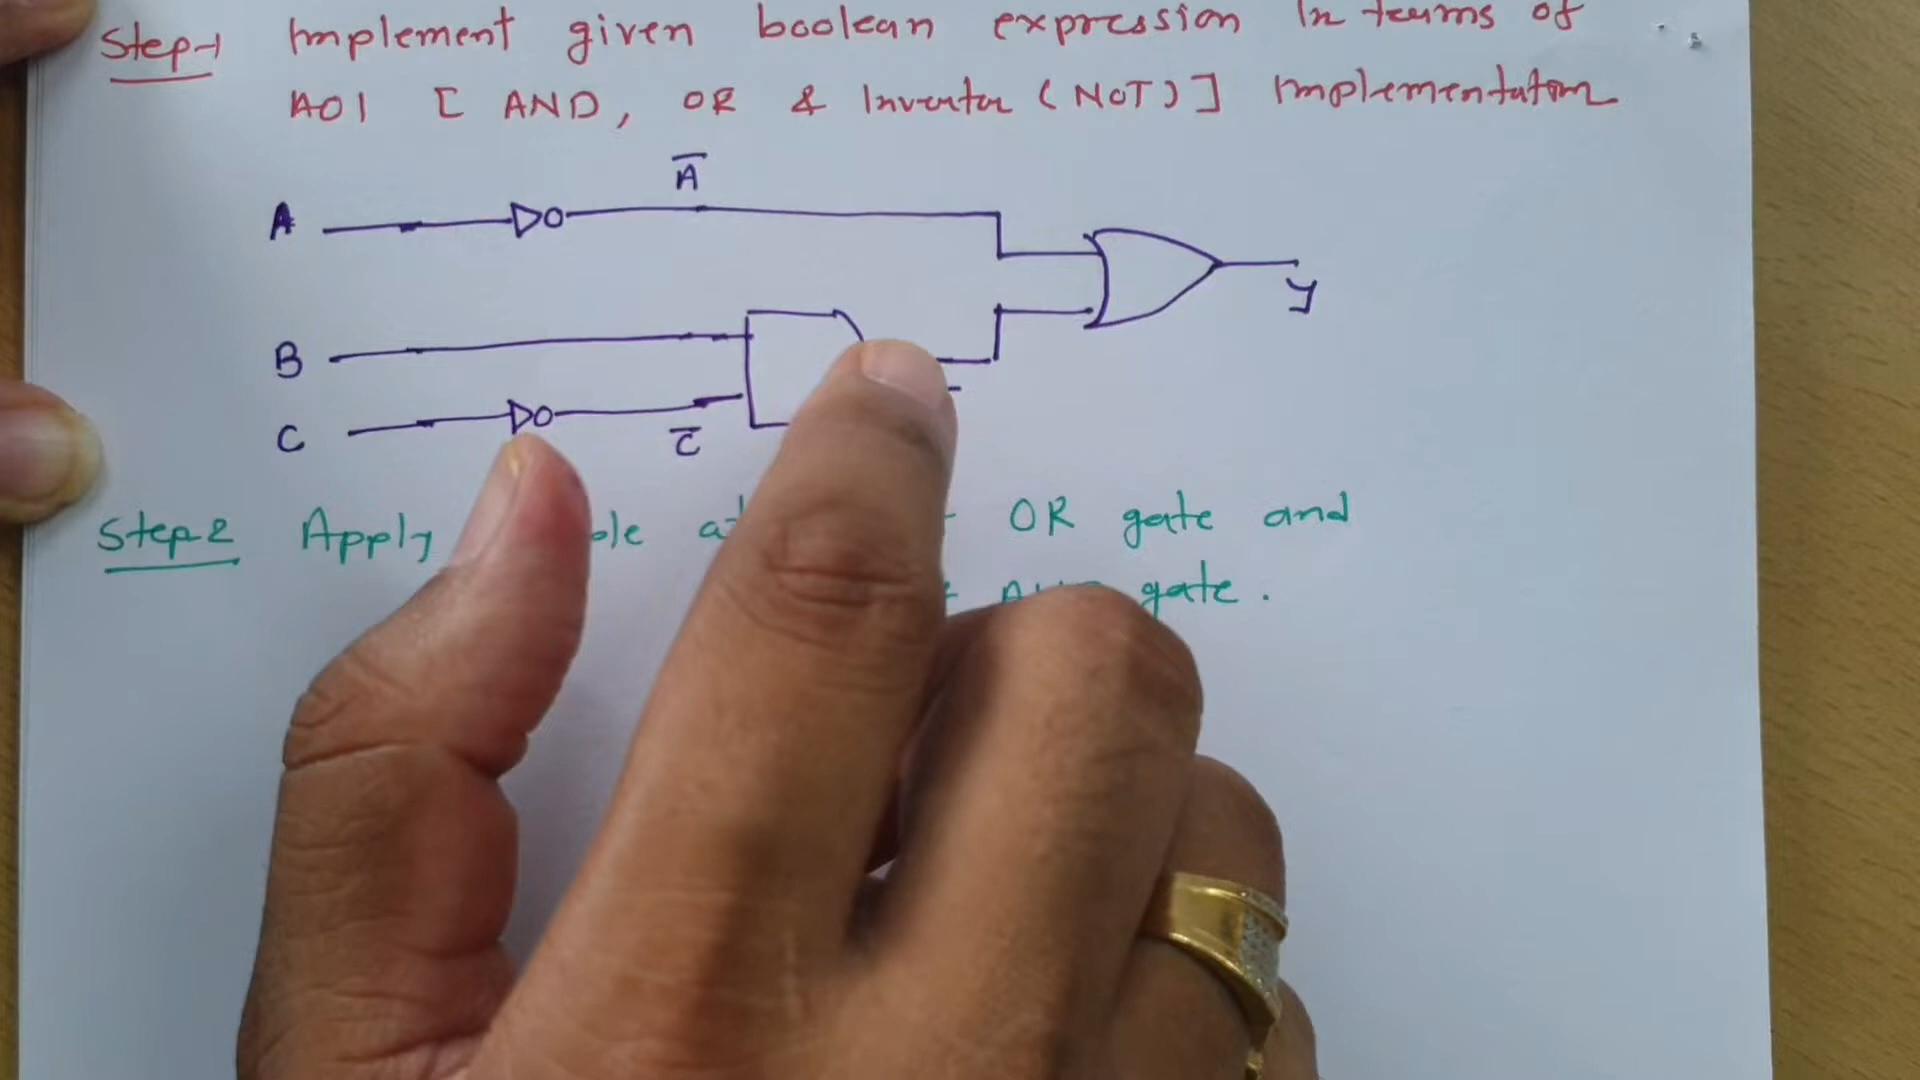 Step-1 Implement given boolean expression In terms of
AOI [ AND, OR & Invertor (NOT) ] Implementation
A̅
A
y
B
C
C̅
Step-2 Apply OR gate and
gate.